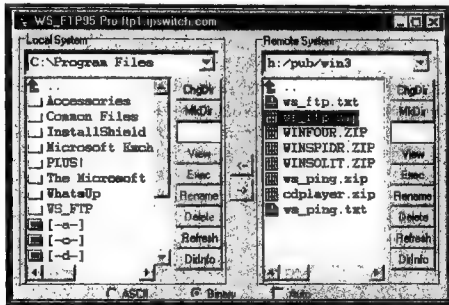 WS_FTP95 Pro ftp1.ipswitch.com
Local System
C:\Program Files
..
Accessories
Common Files
InstallShield
Microsoft Exch
PLUS!
The Microsoft
WhatsUp
WS_FTP
[-a-]
[-c-]
[-d-]
ChgDir
MkDir
View
Exec
Rename
Delete
Refresh
DirInfo
<-
->
Remote System
h:/pub/win3
..
ws_ftp.txt
WINFOUR.ZIP
WINSPIDR.ZIP
WINSOLIT.ZIP
ws_ping.zip
cdplayer.zip
ws_ping.txt
ChgDir
MkDir
View
Exec
Rename
Delete
Refresh
DirInfo
ASCII
Binary
Auto